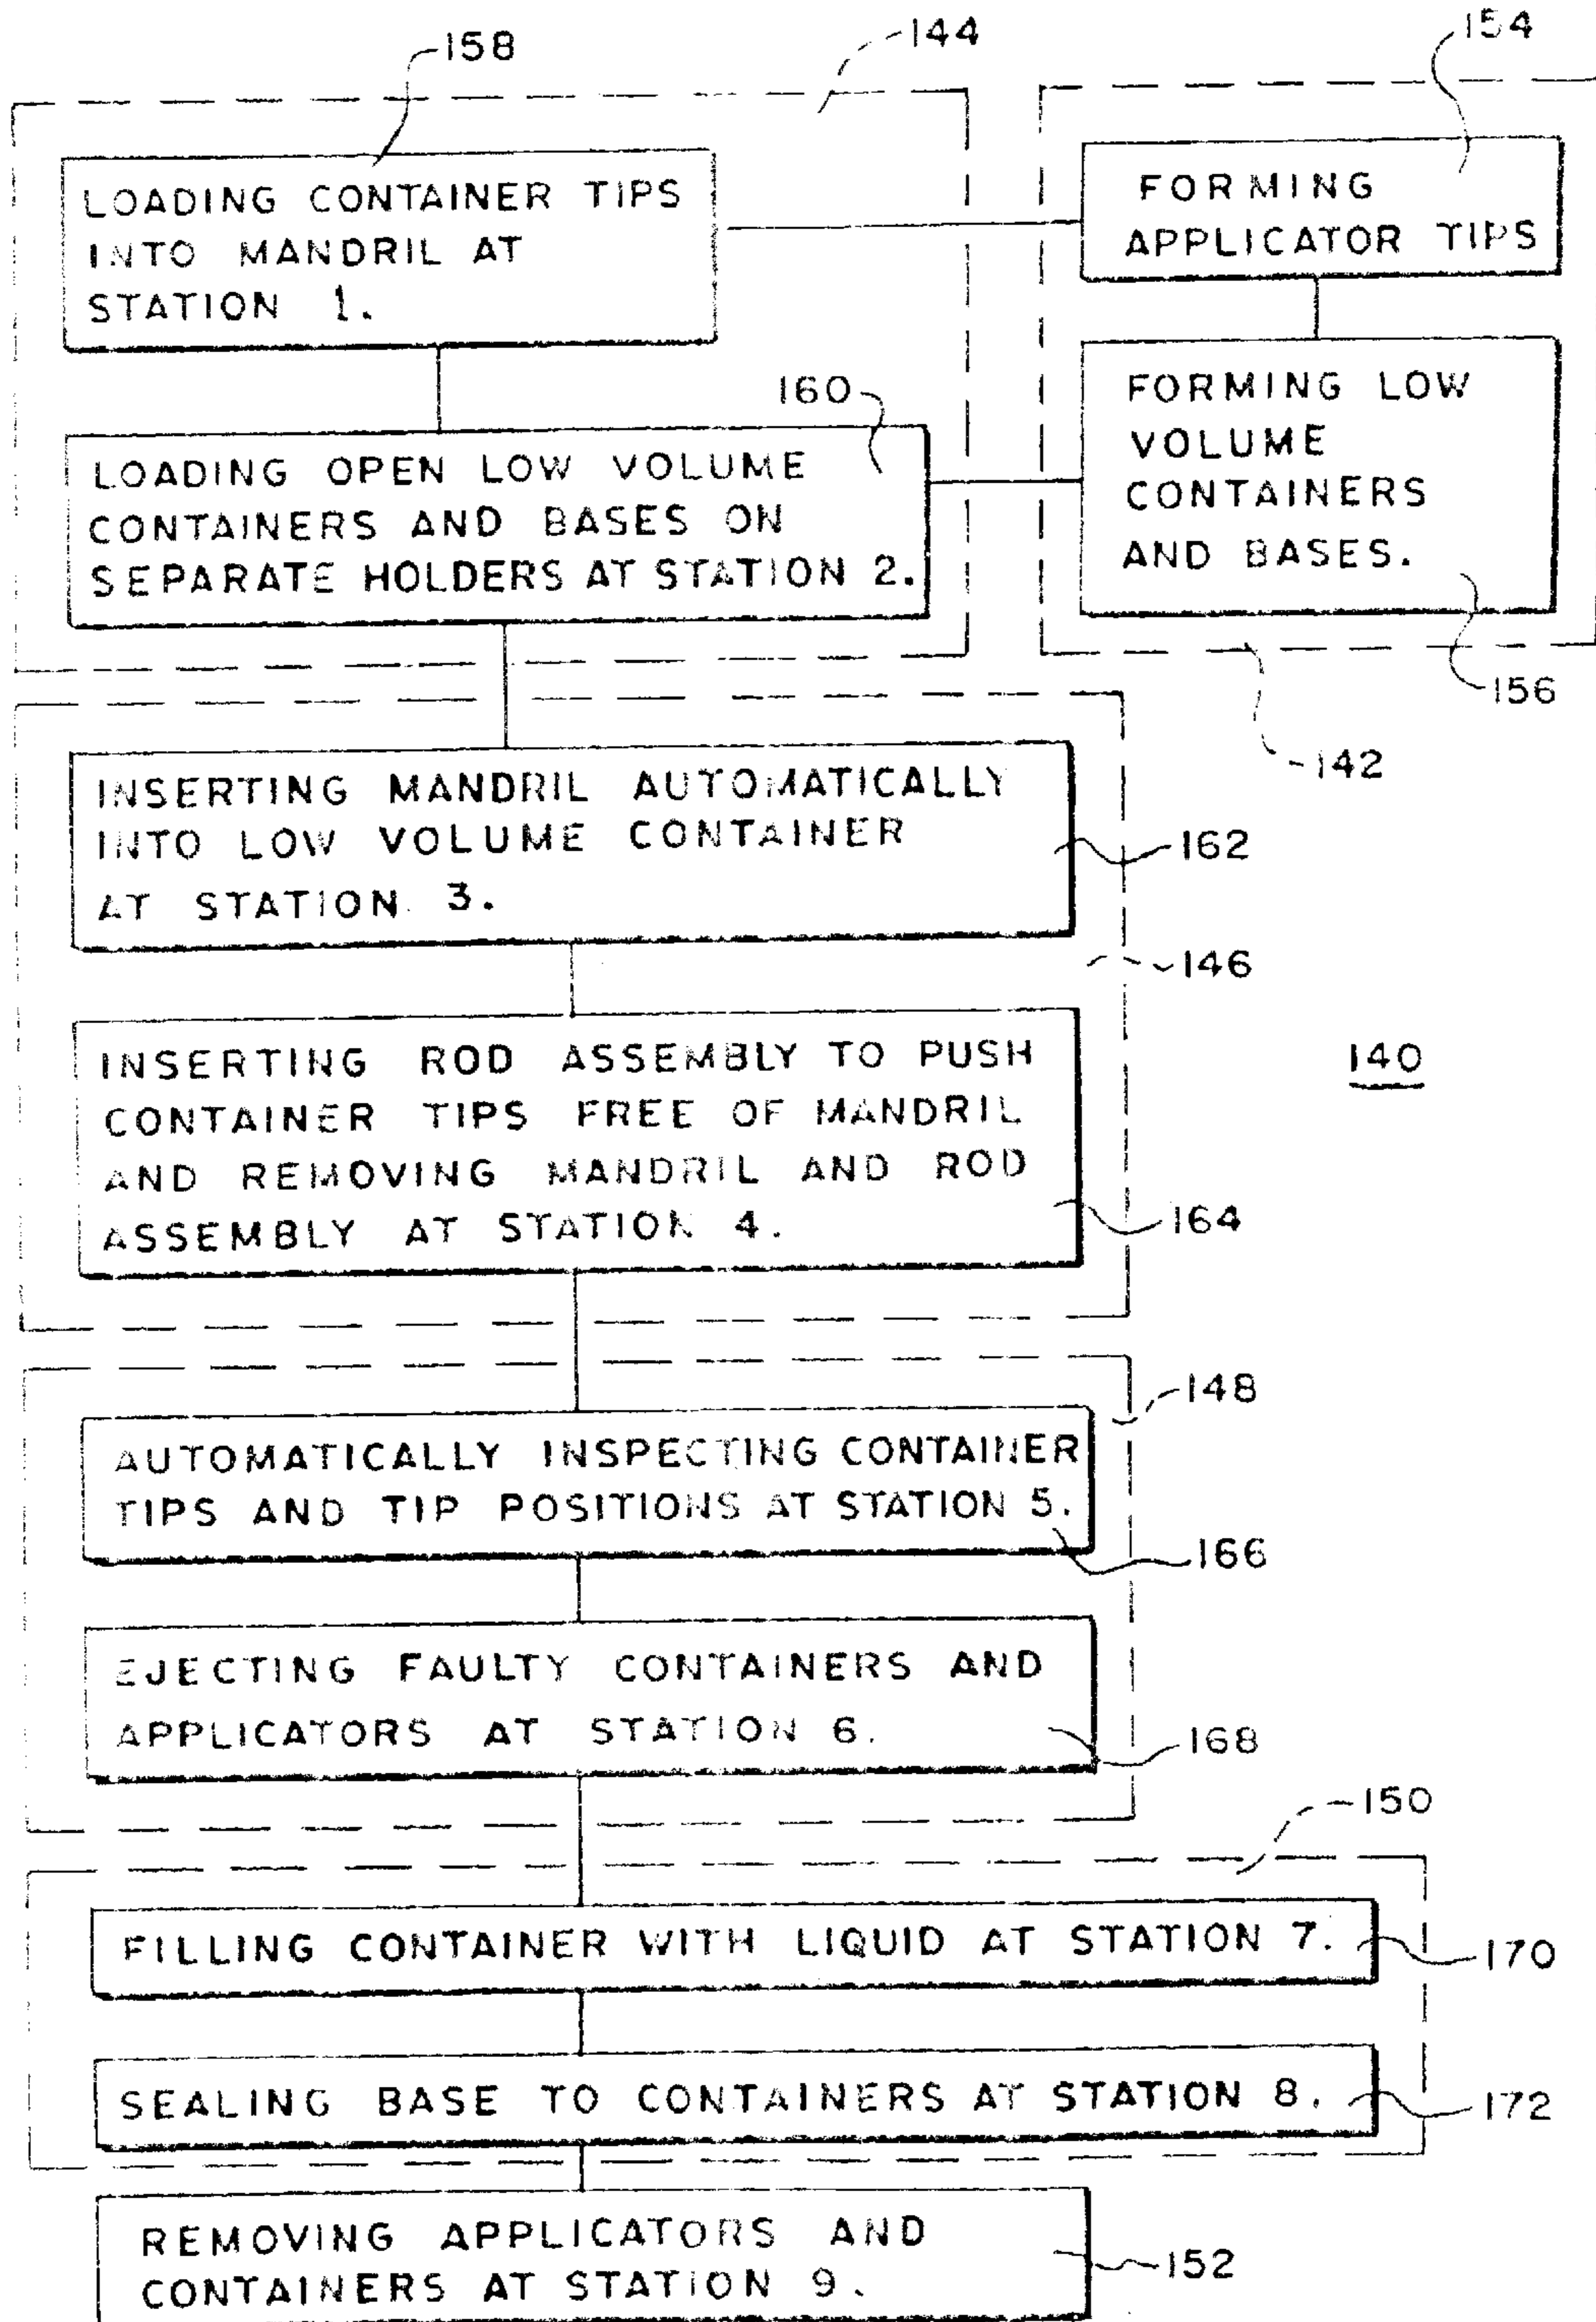 158
144
154
LOADING CONTAINER TIPS
INTO MANDRIL AT
STATION 1.
FORMING
APPLICATOR TIPS
160
LOADING OPEN LOW VOLUME
CONTAINERS AND BASES ON
SEPARATE HOLDERS AT STATION 2.
FORMING LOW
VOLUME
CONTAINERS
AND BASES.
156
142
INSERTING MANDRIL AUTOMATICALLY
INTO LOW VOLUME CONTAINER
AT STATION 3.
162
146
INSERTING ROD ASSEMBLY TO PUSH
CONTAINER TIPS FREE OF MANDRIL
AND REMOVING MANDRIL AND ROD
ASSEMBLY AT STATION 4.
164
140
148
AUTOMATICALLY INSPECTING CONTAINER
TIPS AND TIP POSITIONS AT STATION 5.
166
EJECTING FAULTY CONTAINERS AND
APPLICATORS AT STATION 6.
168
150
FILLING CONTAINER WITH LIQUID AT STATION 7.
170
SEALING BASE TO CONTAINERS AT STATION 8.
172
REMOVING APPLICATORS AND
CONTAINERS AT STATION 9.
152